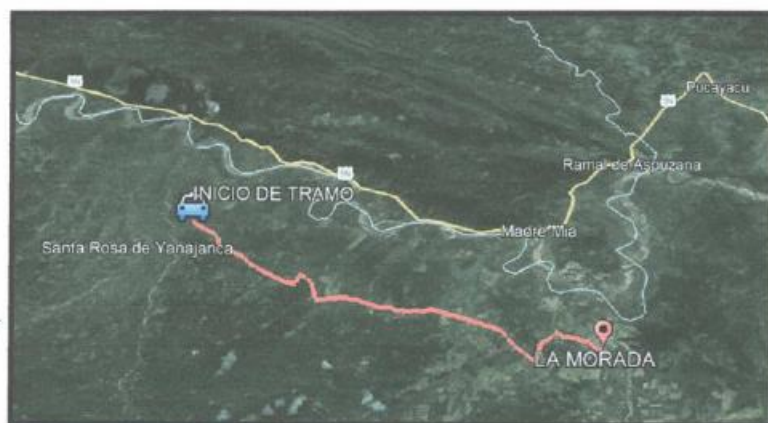 Pucayacu
Ramal de Aspuzana
INICIO DE TRAMO
Madre Mia
Santa Rosa de Yanajanca
LA MORADA